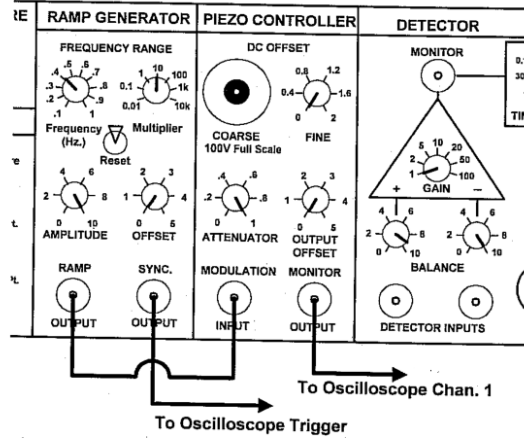 RE RAMP GENERATOR PIEZO CONTROLLER DETECTOR
FREQUENCY RANGE DC OFFSET MONITOR
.1 .2 .3 .4 .5 .6 .7 .8 .9 1
0.01 0.1 1 10 100 1k 10k
0.4 0.8 1.2 1.6
0 2
Frequency Multiplier
(Hz.)
Reset
COARSE FINE
100V Full Scale
1 2 5 10 20 50 100
GAIN
+ −
0 2 4 6 8 10
AMPLITUDE
0 1 2 3 4 5
OFFSET
0 .2 .4 .6 .8 1
ATTENUATOR
0 1 2 3 4 5
OUTPUT
OFFSET
0 2 4 6 8 10
0 2 4 6 8 10
BALANCE
RAMP SYNC. MODULATION MONITOR
OUTPUT OUTPUT INPUT OUTPUT DETECTOR INPUTS
To Oscilloscope Chan. 1
To Oscilloscope Trigger